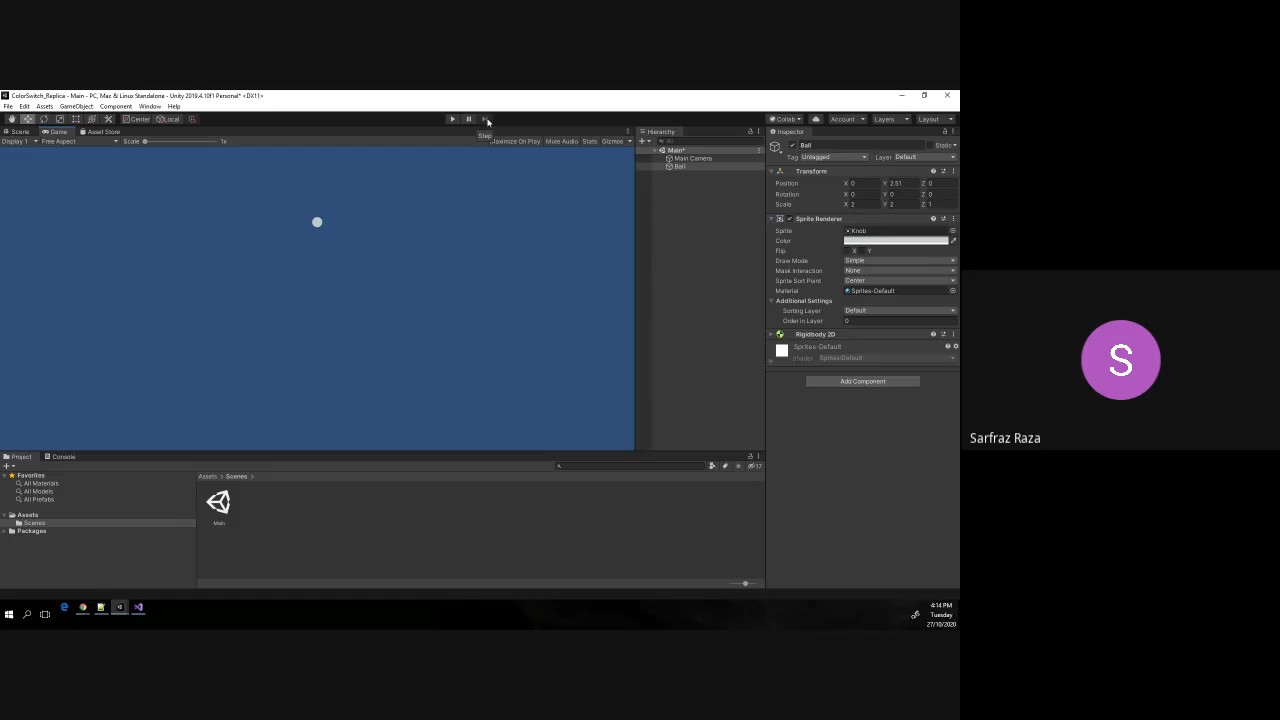 ColorSwitch_Replica - Main - PC, Mac & Linux Standalone - Unity 2019.4.10f1 Personal* <DX11>
File Edit Assets GameObject Component Window Help
Center Local Collab Account Layers Layout
Scene Game Asset Store
Step
Display 1 Free Aspect Scale 1x Maximize On Play Mute Audio Stats Gizmos
Hierarchy
All
Main*
Main Camera
Ball
Inspector
Ball Static
Tag Untagged Layer Default
Transform
Position X 0 Y 2.51 Z 0
Rotation X 0 Y 0 Z 0
Scale X 2 Y 2 Z 1
Sprite Renderer
Sprite Knob
Color
Flip X Y
Draw Mode Simple
Mask Interaction None
Sprite Sort Point Center
Material Sprites-Default
Additional Settings
Sorting Layer Default
Order in Layer 0
Rigidbody 2D
Sprites-Default
Shader Sprites/Default
Add Component
Project Console
17
Favorites
All Materials
All Models
All Prefabs
Assets
Scenes
Packages
Assets > Scenes >
Main
4:14 PM
Tuesday
27/10/2020
S
Sarfraz Raza